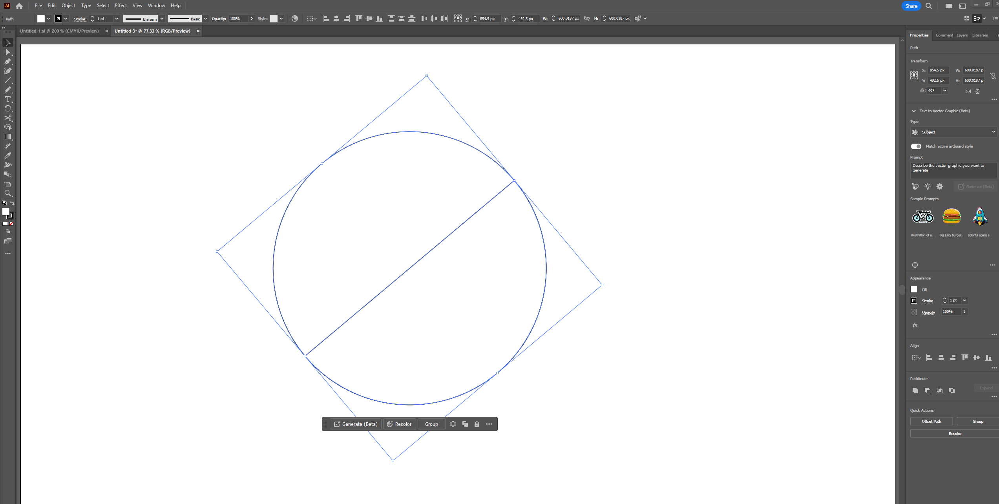 Ai File Edit Object Type Select Effect View Window Help Share
Path Stroke: 1 pt Uniform Basic Opacity: 100% Style: X: 854.5 px Y: 492.5 px W: 600.0187 px H: 600.0187 px
Untitled-1.ai @ 200 % (CMYK/Preview) × Untitled-3* @ 77.33 % (RGB/Preview) ×
Properties Comment Layers Libraries
Path
Transform
X: 854.5 px W: 600.0187 p
Y: 492.5 px H: 600.0187 p
40°
Text to Vector Graphic (Beta)
Type
Subject
Match active artboard style
Prompt
Describe the vector graphic you want to
generate
Generate (Beta)
Sample Prompts
Illustration of a... Big juicy burger... colorful space s...
Appearance
Fill
Stroke 1 pt
Opacity 100%
fx.
Align
Pathfinder
Expand
Quick Actions
Offset Path Group
Recolor
Generate (Beta) Recolor Group